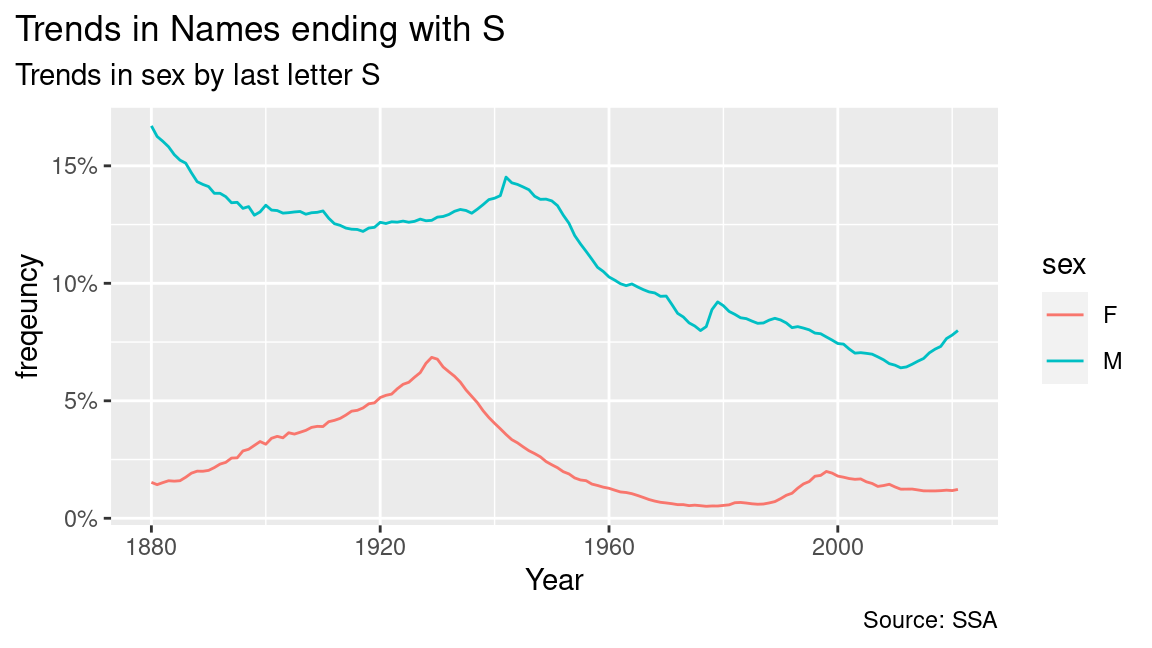 Trends in Names ending with S
Trends in sex by last letter S
freqeuncy
15%
10%
5%
0%
1880
1920
1960
2000
Year
sex
F
M
Source: SSA